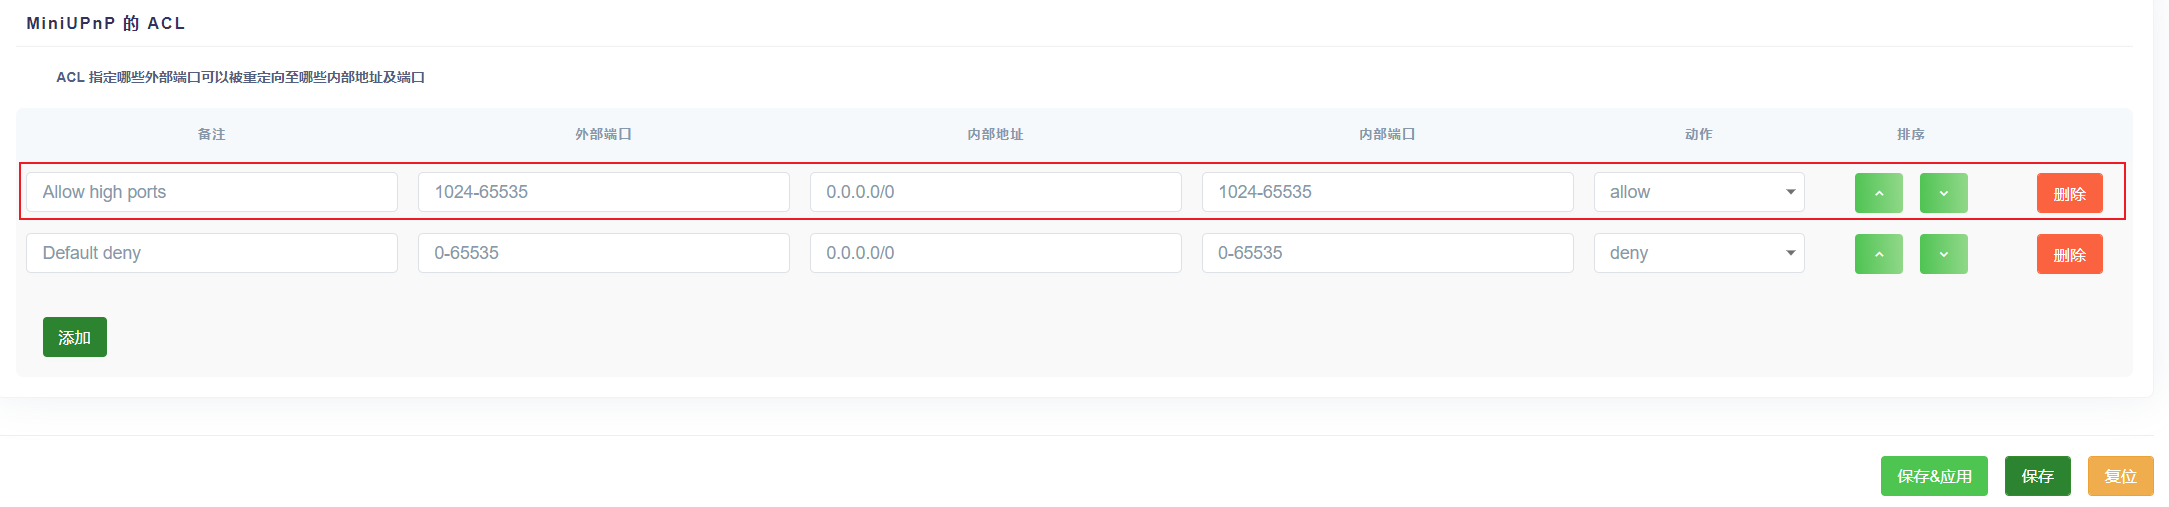 MiniUPnP 的 ACL
ACL 指定哪些外部端口可以被重定向至哪些内部地址及端口
备注 外部端口 内部地址 内部端口 动作 排序
Allow high ports 1024-65535 0.0.0.0/0 1024-65535 allow 删除
Default deny 0-65535 0.0.0.0/0 0-65535 deny 删除
添加
保存&应用 保存 复位